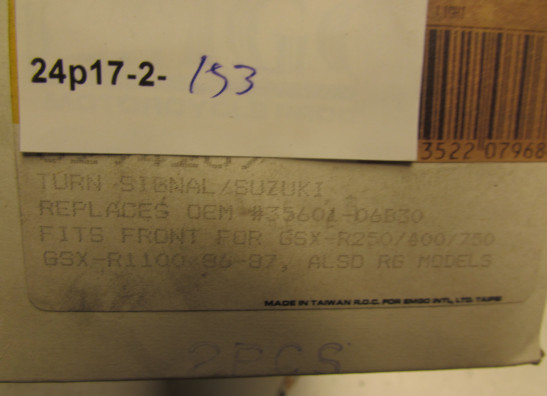 24p17-2- 153
3522 07968
TURN SIGNAL/SUZUKI
REPLACES OEM #35601-06B30
FITS FRONT FOR GSX-R250/400/750
GSX-R1100/86-87, ALSO RG MODELS
MADE IN TAIWAN R.O.C. FOR EMGO INTL, LTD. TAIPE
2PCS